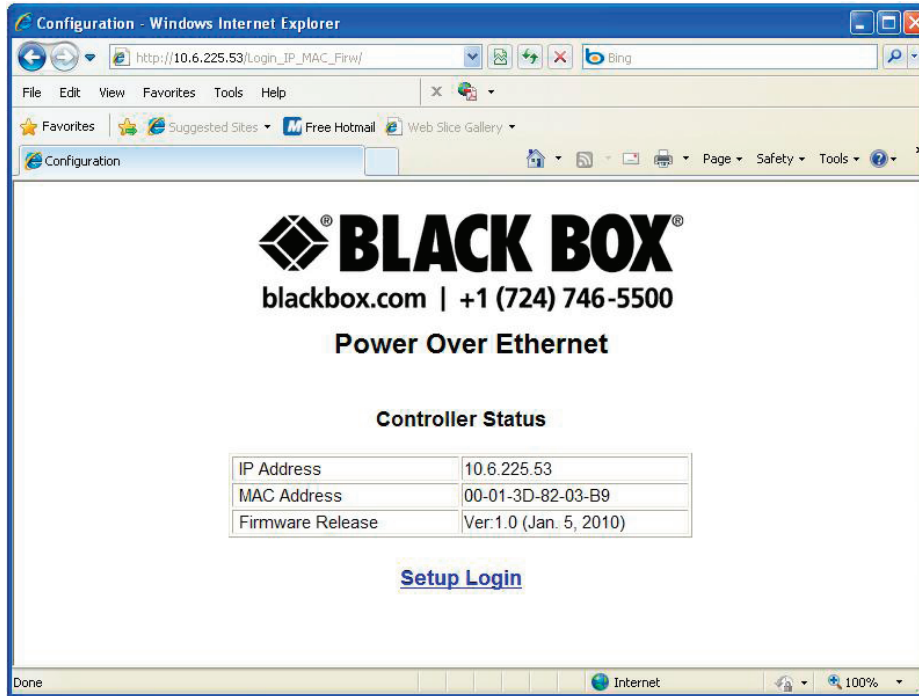 Configuration - Windows Internet Explorer
http://10.6.225.53/Login_IP_MAC_Firw/
Bing
File Edit View Favorites Tools Help
Favorites Suggested Sites Free Hotmail Web Slice Gallery
Configuration Page Safety Tools
® BLACK BOX®
blackbox.com | +1 (724) 746-5500
Power Over Ethernet
Controller Status
IP Address 10.6.225.53
MAC Address 00-01-3D-82-03-B9
Firmware Release Ver:1.0 (Jan. 5, 2010)
Setup Login
Done Internet 100%